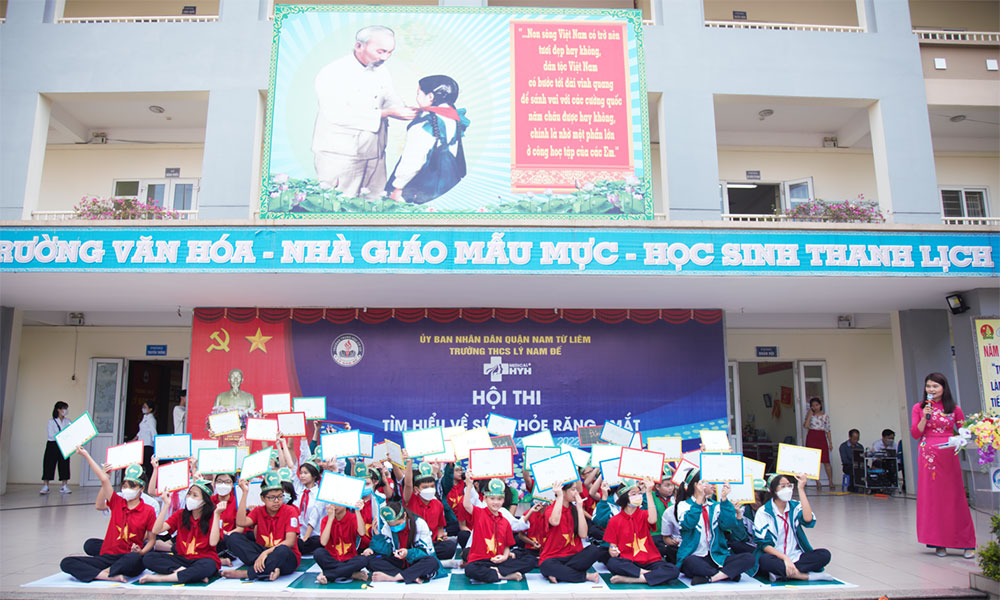 "...Non sông Việt Nam có trở nên
tươi đẹp hay không,
dân tộc Việt Nam
có bước tới đài vinh quang
để sánh vai với các cường quốc
năm châu được hay không,
chính là nhờ một phần lớn
ở công học tập của các Em."
RƯỜNG VĂN HÓA - NHÀ GIÁO MẪU MỰC - HỌC SINH THANH LỊCH
ỦY BAN NHÂN DÂN QUẬN NAM TỪ LIÊM
TRƯỜNG THCS LÝ NAM ĐẾ
HYH
HỘI THI
TÌM HIỂU VỀ SỨC KHỎE RĂNG MẮT
NĂM